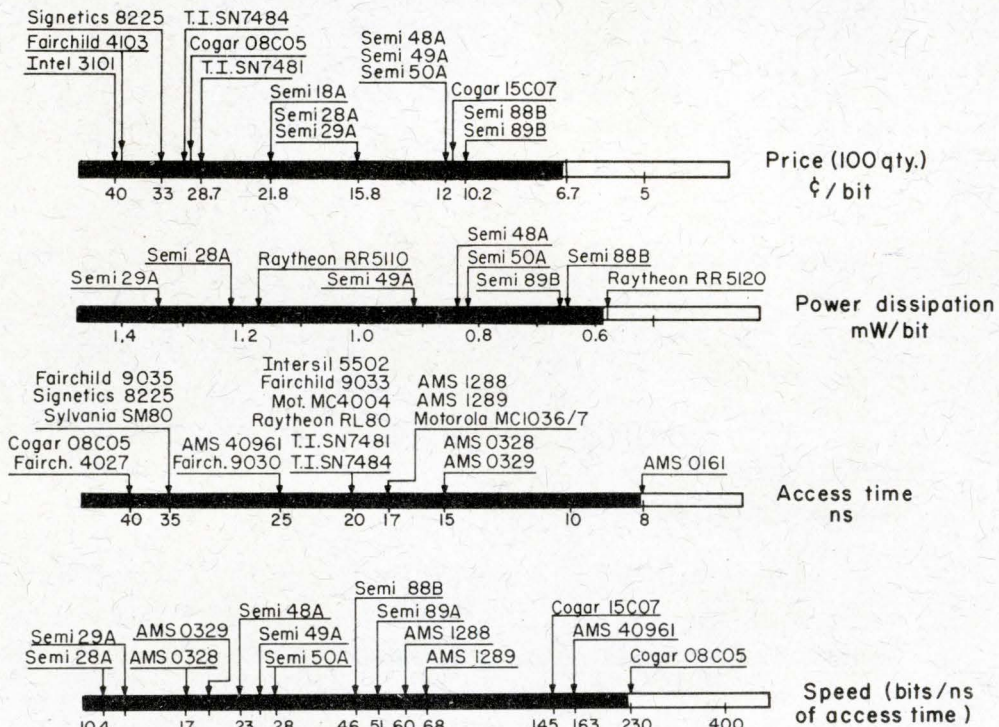 Signetics 8225
Fairchild 4103
Intel 3101
T.I.SN7484
Cogar 08C05
T.I.SN7481
Semi 18A
Semi 28A
Semi 29A
Semi 48A
Semi 49A
Semi 50A
Cogar 15C07
Semi 88B
Semi 89B
40 33 28.7 21.8 15.8 12 10.2 6.7 5
Price (100 qty.)
¢/bit
Semi 29A
Semi 28A
Raytheon RR5110
Semi 49A
Semi 48A
Semi 50A
Semi 89B
Semi 88B
Raytheon RR5120
1.4 1.2 1.0 0.8 0.6
Power dissipation
mW/bit
Fairchild 9035
Signetics 8225
Sylvania SM80
Cogar 08C05
Fairch. 4027
AMS 40961
Fairch. 9030
Intersil 5502
Fairchild 9033
Mot. MC4004
Raytheon RL80
T.I.SN7481
T.I.SN7484
AMS 1288
AMS 1289
Motorola MC1036/7
AMS 0328
AMS 0329
AMS 0161
40 35 25 20 17 15 10 8
Access time
ns
Semi 29A
Semi 28A
AMS 0329
AMS 0328
Semi 48A
Semi 49A
Semi 50A
Semi 88B
Semi 89A
AMS 1288
AMS 1289
Cogar 15C07
AMS 40961
Cogar 08C05
10.4 17 23 28 46 51 60 68 145 163 230 400
Speed (bits/ns
of access time)